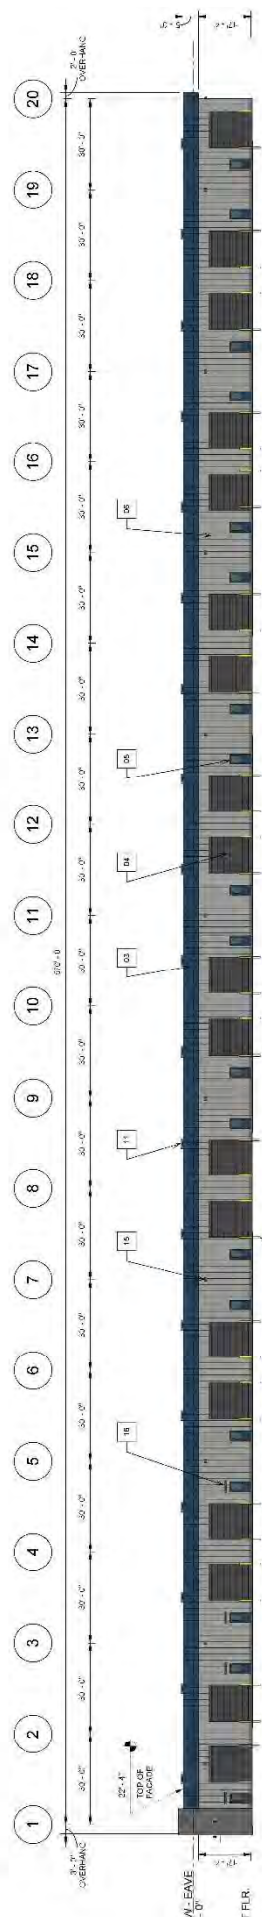 1 2 3 4 5 6 7 8 9 10 11 12 13 14 15 16 17 18 19 20
OVERHANG
2' - 0"
OVERHANG
30' - 0" 30' - 0" 30' - 0" 30' - 0" 30' - 0" 30' - 0" 30' - 0" 30' - 0" 30' - 0" 30' - 0" 30' - 0" 30' - 0" 30' - 0" 30' - 0" 30' - 0" 30' - 0" 30' - 0" 30' - 0" 30' - 0"
22' - 4"
TOP OF
FACADE
16 15 11 03 04 05 06
EAVE
FLR.